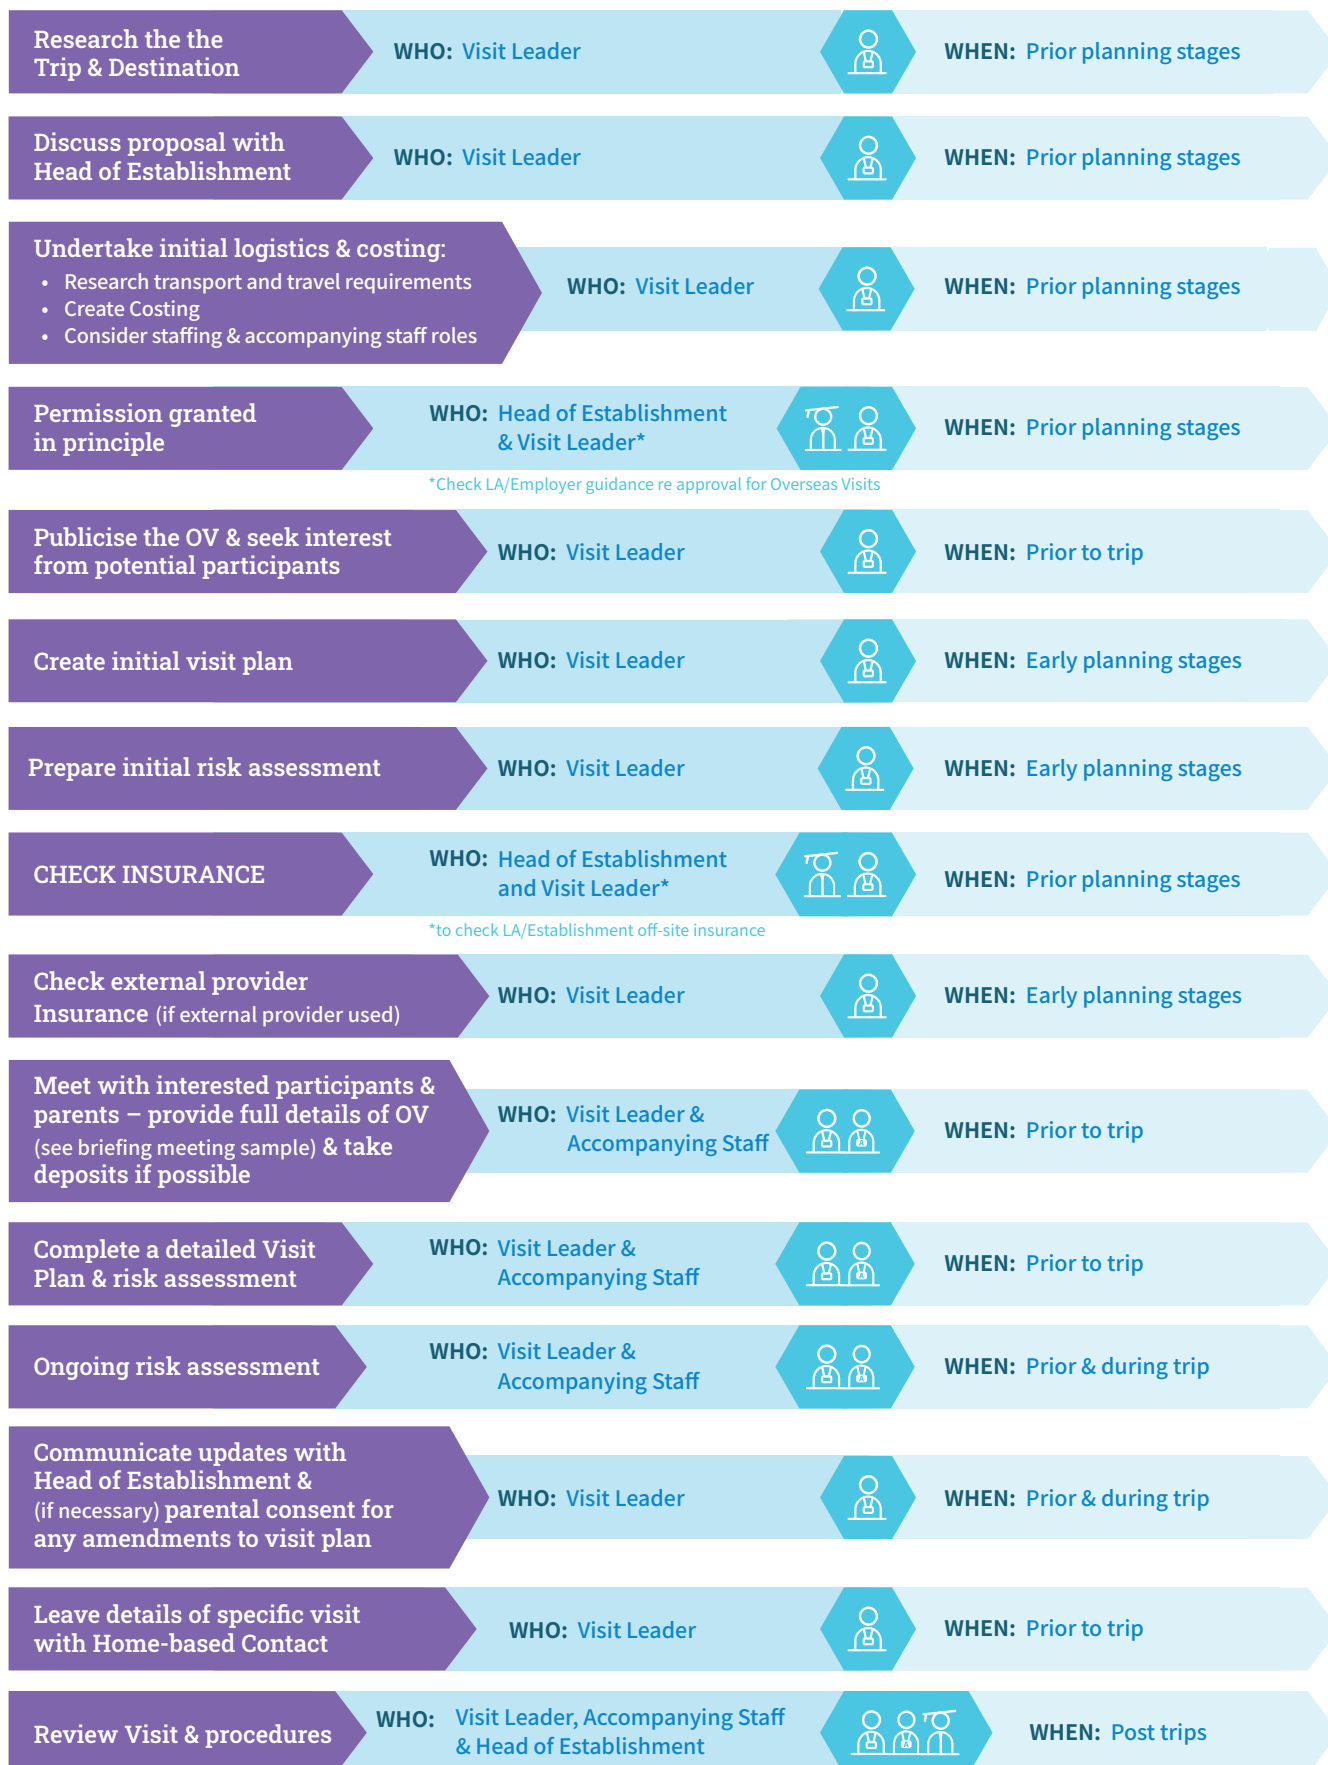 Research the the
Trip & Destination
WHO: Visit Leader
WHEN: Prior planning stages
Discuss proposal with
Head of Establishment
WHO: Visit Leader
WHEN: Prior planning stages
Undertake initial logistics & costing:
• Research transport and travel requirements
• Create Costing
• Consider staffing & accompanying staff roles
WHO: Visit Leader
WHEN: Prior planning stages
Permission granted
in principle
WHO: Head of Establishment
& Visit Leader*
WHEN: Prior planning stages
*Check LA/Employer guidance re approval for Overseas Visits
Publicise the OV & seek interest
from potential participants
WHO: Visit Leader
WHEN: Prior to trip
Create initial visit plan
WHO: Visit Leader
WHEN: Early planning stages
Prepare initial risk assessment
WHO: Visit Leader
WHEN: Early planning stages
CHECK INSURANCE
WHO: Head of Establishment
and Visit Leader*
WHEN: Prior planning stages
*to check LA/Establishment off-site insurance
Check external provider
Insurance (if external provider used)
WHO: Visit Leader
WHEN: Early planning stages
Meet with interested participants &
parents – provide full details of OV
(see briefing meeting sample) & take
deposits if possible
WHO: Visit Leader &
Accompanying Staff
A
WHEN: Prior to trip
Complete a detailed Visit
Plan & risk assessment
WHO: Visit Leader &
Accompanying Staff
A
WHEN: Prior to trip
Ongoing risk assessment
WHO: Visit Leader &
Accompanying Staff
A
WHEN: Prior & during trip
Communicate updates with
Head of Establishment &
(if necessary) parental consent for
any amendments to visit plan
WHO: Visit Leader
WHEN: Prior & during trip
Leave details of specific visit
with Home-based Contact
WHO: Visit Leader
WHEN: Prior to trip
Review Visit & procedures
WHO: Visit Leader, Accompanying Staff
& Head of Establishment
A
WHEN: Post trips